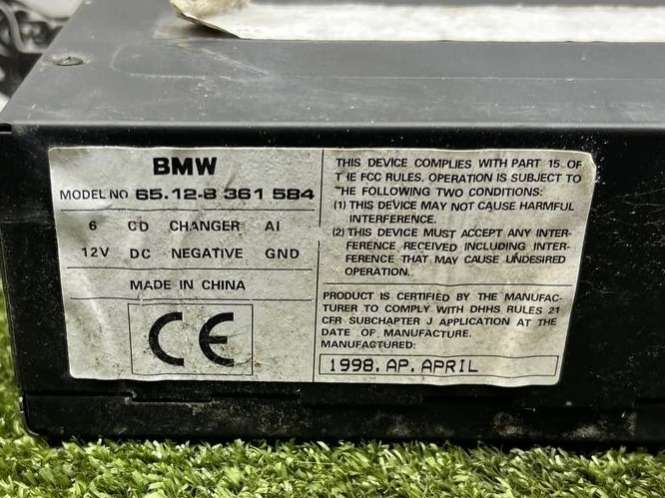 BMW
MODEL NO 65.12-8 361 584
6 CD CHANGER AI
12V DC NEGATIVE GND
MADE IN CHINA
CE
THIS DEVICE COMPLIES WITH PART 15 OF
THE FCC RULES. OPERATION IS SUBJECT TO
THE FOLLOWING TWO CONDITIONS:
(1) THIS DEVICE MAY NOT CAUSE HARMFUL
INTERFERENCE.
(2) THIS DEVICE MUST ACCEPT ANY INTER-
FERENCE RECEIVED INCLUDING INTER-
FERENCE THAT MAY CAUSE UNDESIRED
OPERATION.
PRODUCT IS CERTIFIED BY THE MANUFAC-
TURER TO COMPLY WITH DHHS RULES 21
CFR SUBCHAPTER J APPLICATION AT THE
DATE OF MANUFACTURE.
MANUFACTURED:
1998. AP. APRIL